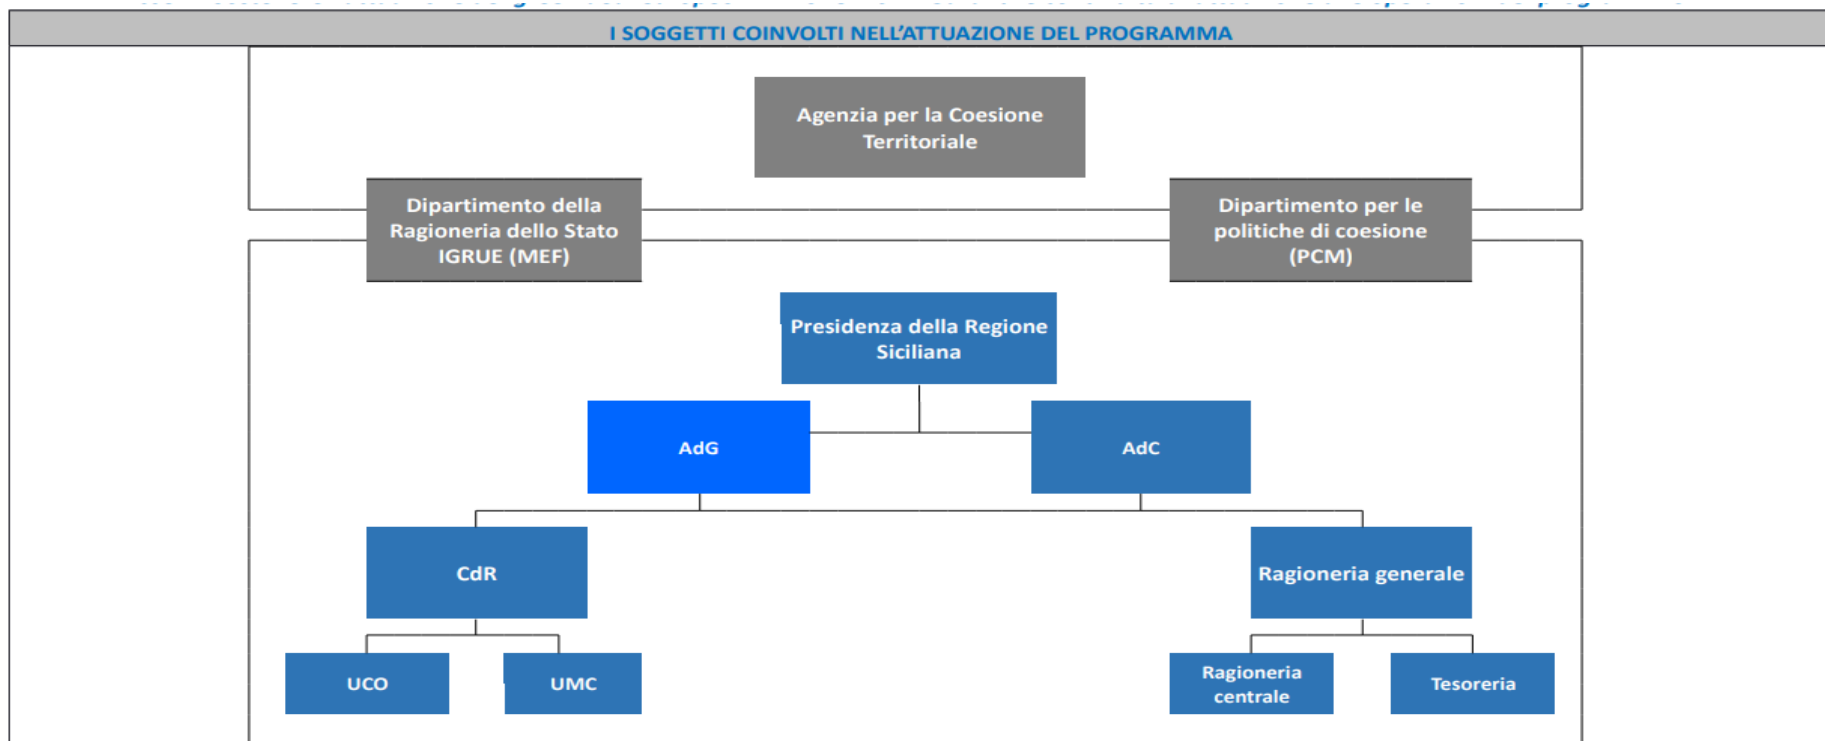 I SOGGETTI COINVOLTI NELL'ATTUAZIONE DEL PROGRAMMA
Agenzia per la Coesione
Territoriale
Dipartimento della
Ragioneria dello Stato
IGRUE (MEF)
Dipartimento per le
politiche di coesione
(PCM)
Presidenza della Regione
Siciliana
AdG
AdC
CdR
Ragioneria generale
UCO
UMC
Ragioneria
centrale
Tesoreria